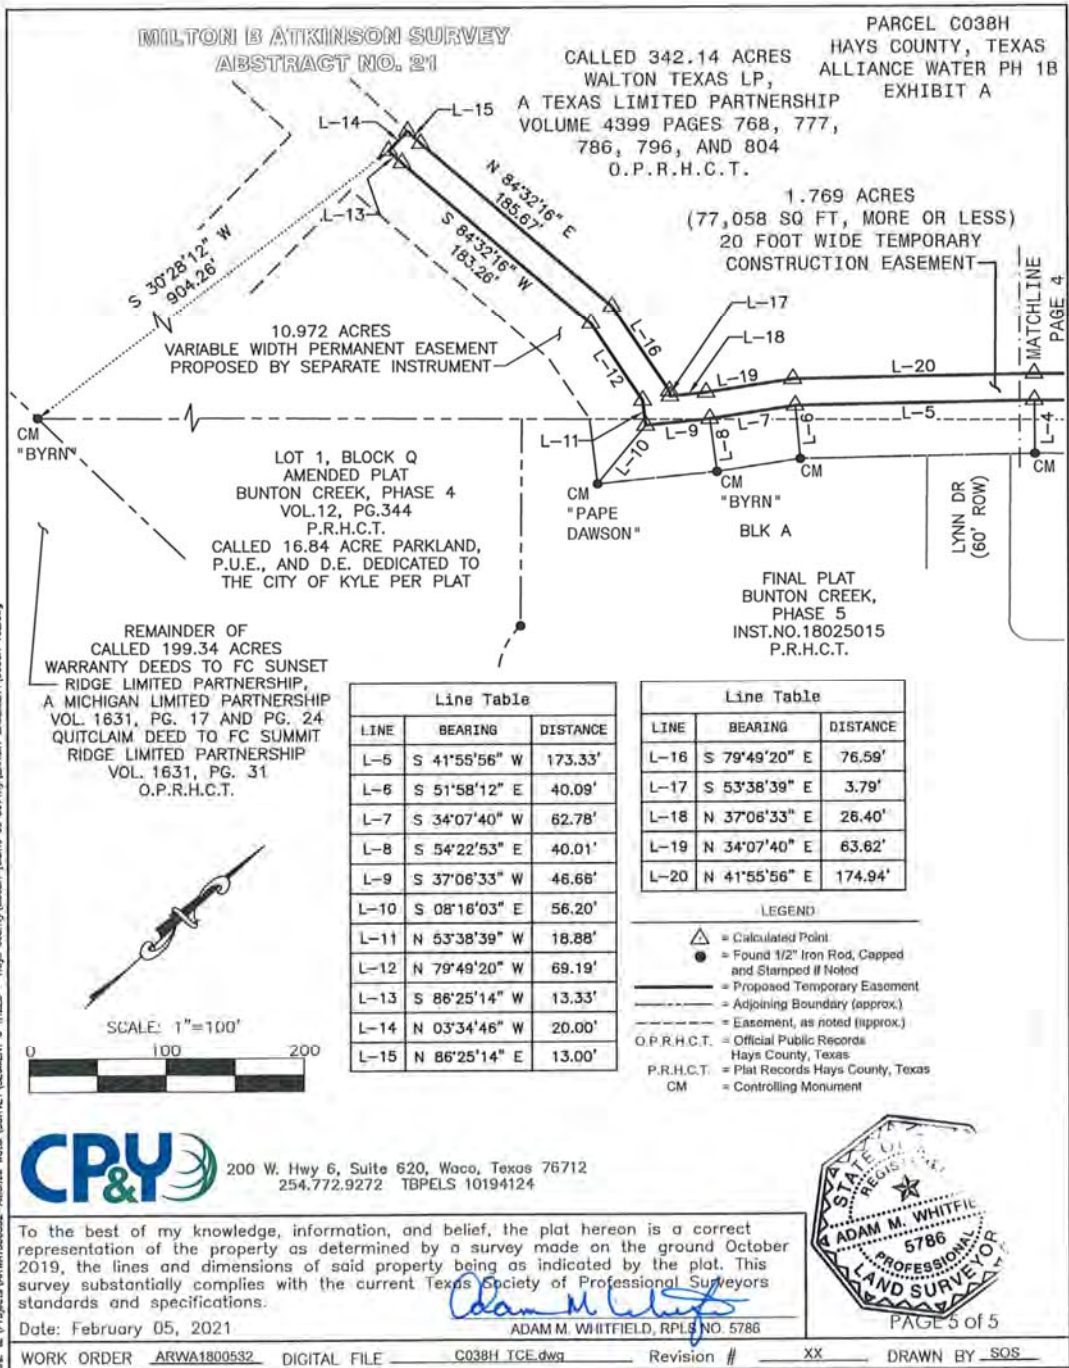 MILTON B ATKINSON SURVEY
ABSTRACT NO. 21
CALLED 342.14 ACRES
WALTON TEXAS LP,
A TEXAS LIMITED PARTNERSHIP
VOLUME 4399 PAGES 768, 777,
786, 796, AND 804
O.P.R.H.C.T.
PARCEL C038H
HAYS COUNTY, TEXAS
ALLIANCE WATER PH 1B
EXHIBIT A
L-14
L-15
L-13
N 84°32'16" E
185.67'
S 84°32'16" W
183.26'
S 30°28'12" W
904.26'
1.769 ACRES
(77,058 SQ FT, MORE OR LESS)
20 FOOT WIDE TEMPORARY
CONSTRUCTION EASEMENT
MATCHLINE
PAGE 4
10.972 ACRES
VARIABLE WIDTH PERMANENT EASEMENT
PROPOSED BY SEPARATE INSTRUMENT
L-17
L-18
L-16
L-12
L-19
L-20
L-11
L-10
L-9
L-8
L-7
L-6
L-5
L-4
CM
"BYRN"
CM
"PAPE
DAWSON"
CM
"BYRN"
CM
CM
BLK A
LYNN DR
(60' ROW)
LOT 1, BLOCK Q
AMENDED PLAT
BUNTON CREEK, PHASE 4
VOL.12, PG.344
P.R.H.C.T.
CALLED 16.84 ACRE PARKLAND,
P.U.E., AND D.E. DEDICATED TO
THE CITY OF KYLE PER PLAT
FINAL PLAT
BUNTON CREEK,
PHASE 5
INST.NO.18025015
P.R.H.C.T.
REMAINDER OF
CALLED 199.34 ACRES
WARRANTY DEEDS TO FC SUNSET
RIDGE LIMITED PARTNERSHIP,
A MICHIGAN LIMITED PARTNERSHIP
VOL. 1631, PG. 17 AND PG. 24
QUITCLAIM DEED TO FC SUMMIT
RIDGE LIMITED PARTNERSHIP
VOL. 1631, PG. 31
O.P.R.H.C.T.
Line Table
LINE BEARING DISTANCE
L-5 S 41°55'56" W 173.33'
L-6 S 51°58'12" E 40.09'
L-7 S 34°07'40" W 62.78'
L-8 S 54°22'53" E 40.01'
L-9 S 37°06'33" W 46.66'
L-10 S 08°16'03" E 56.20'
L-11 N 53°38'39" W 18.88'
L-12 N 79°49'20" W 69.19'
L-13 S 86°25'14" W 13.33'
L-14 N 03°34'46" W 20.00'
L-15 N 86°25'14" E 13.00'
Line Table
LINE BEARING DISTANCE
L-16 S 79°49'20" E 76.59'
L-17 S 53°38'39" E 3.79'
L-18 N 37°06'33" E 26.40'
L-19 N 34°07'40" E 63.62'
L-20 N 41°55'56" E 174.94'
LEGEND
= Calculated Point
= Found 1/2" Iron Rod, Capped
and Stamped if Noted
= Proposed Temporary Easement
= Adjoining Boundary (approx.)
= Easement, as noted (approx.)
O.P.R.H.C.T. = Official Public Records
Hays County, Texas
P.R.H.C.T. = Plat Records Hays County, Texas
CM = Controlling Monument
SCALE: 1"=100'
0 100 200
CP&Y
200 W. Hwy 6, Suite 620, Waco, Texas 76712
254.772.9272 TBPELS 10194124
To the best of my knowledge, information, and belief, the plat hereon is a correct
representation of the property as determined by a survey made on the ground October
2019, the lines and dimensions of said property being as indicated by the plat. This
survey substantially complies with the current Texas Society of Professional Surveyors
standards and specifications.
Date: February 05, 2021
Adam M Whitfield
ADAM M. WHITFIELD, RPLS NO. 5786
STATE OF
REGISTERE
ADAM M. WHITFIE
5786
PROFESSIONAL
LAND SURVEYOR
PAGE 5 of 5
WORK ORDER ARWA1800532 DIGITAL FILE C038H TCE.dwg Revision # XX DRAWN BY SOS